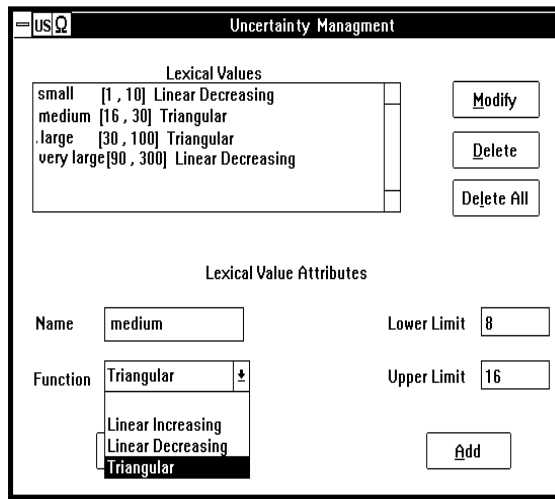 US Ω Uncertainty Managment
Lexical Values
small [1 , 10] Linear Decreasing
medium [16 , 30] Triangular
.large [30 , 100] Triangular
very large[90 , 300] Linear Decreasing
Modify
Delete
Delete All
Lexical Value Attributes
Name medium
Lower Limit 8
Function Triangular
Upper Limit 16
Linear Increasing
Linear Decreasing
Triangular
Add